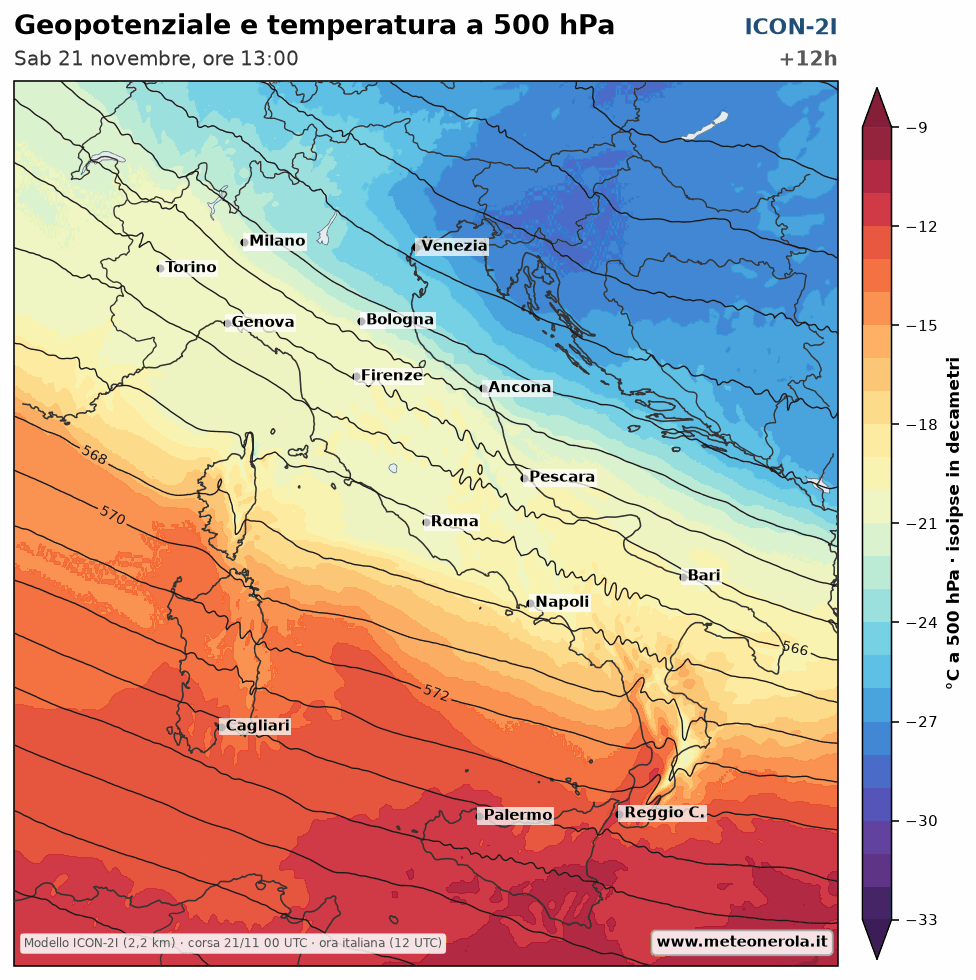 Geopotenziale e temperatura a 500 hPa
ICON-2I
Sab 21 novembre, ore 13:00
+12h
Milano
Venezia
Torino
Genova
Bologna
Firenze
Ancona
568
Pescara
570
Roma
Bari
Napoli
566
572
Cagliari
Palermo
Reggio C.
Modello ICON-2I (2,2 km) · corsa 21/11 00 UTC · ora italiana (12 UTC)
www.meteonerola.it
−9
−12
−15
−18
−21
−24
−27
−30
−33
°C a 500 hPa · isoipse in decametri